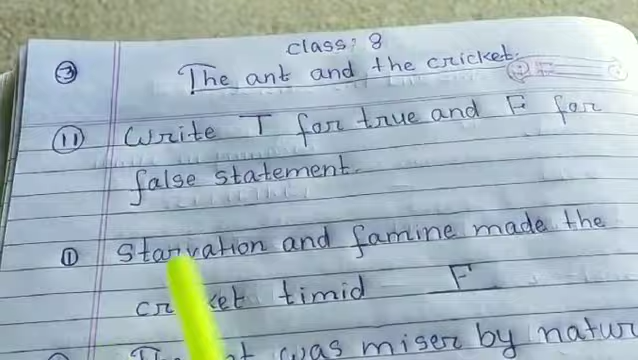 class: 8
③ The ant and the cricket.
⑪ Write T for true and F for
false statement.
① starvation and famine made the
cricket timid F
was miser by natur